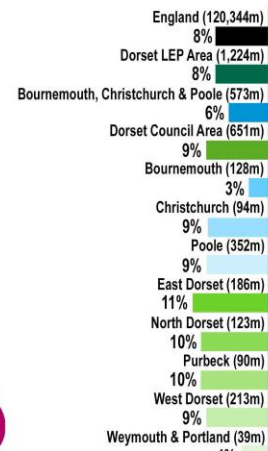 England (120,344m)
8%
Dorset LEP Area (1,224m)
8%
Bournemouth, Christchurch & Poole (573m)
6%
Dorset Council Area (651m)
9%
Bournemouth (128m)
3%
Christchurch (94m)
9%
Poole (352m)
9%
East Dorset (186m)
11%
North Dorset (123m)
10%
Purbeck (90m)
10%
West Dorset (213m)
9%
Weymouth & Portland (39m)